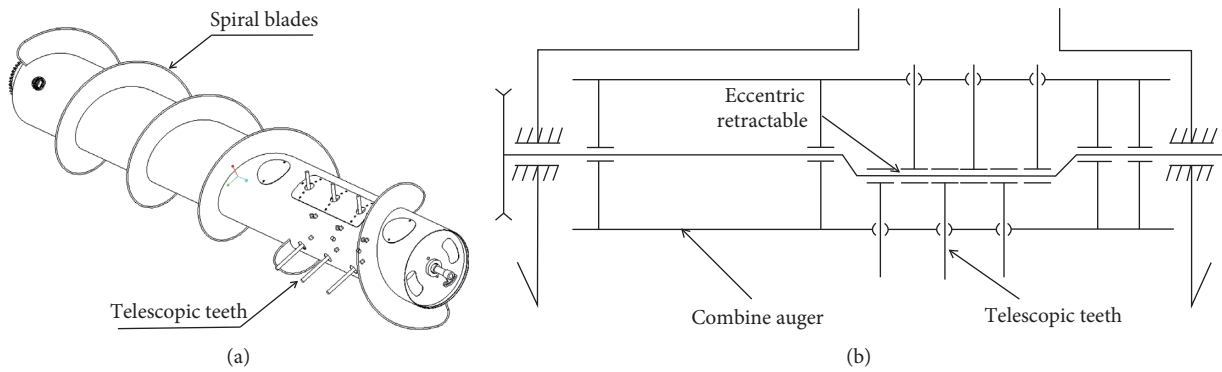 Spiral blades
Telescopic teeth
(a)
Eccentric
retractable
Combine auger
Telescopic teeth
(b)